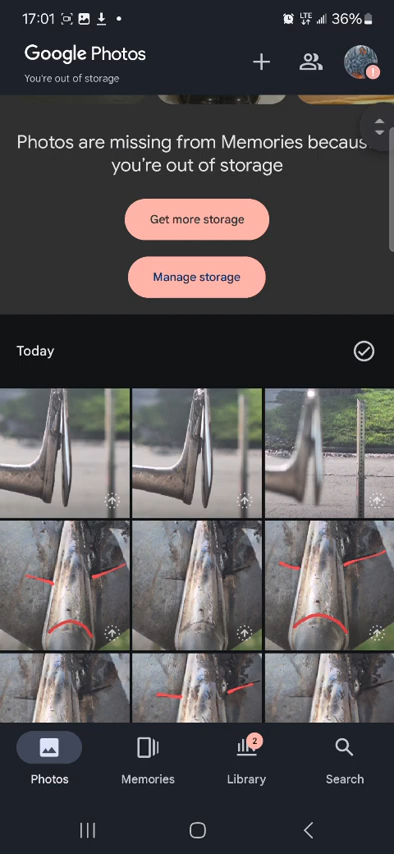 17:01
LTE
36%
Google Photos
You're out of storage
!
Photos are missing from Memories
you're out of storage
Get more storage
Manage storage
Today
2
Photos
Memories
Library
Search